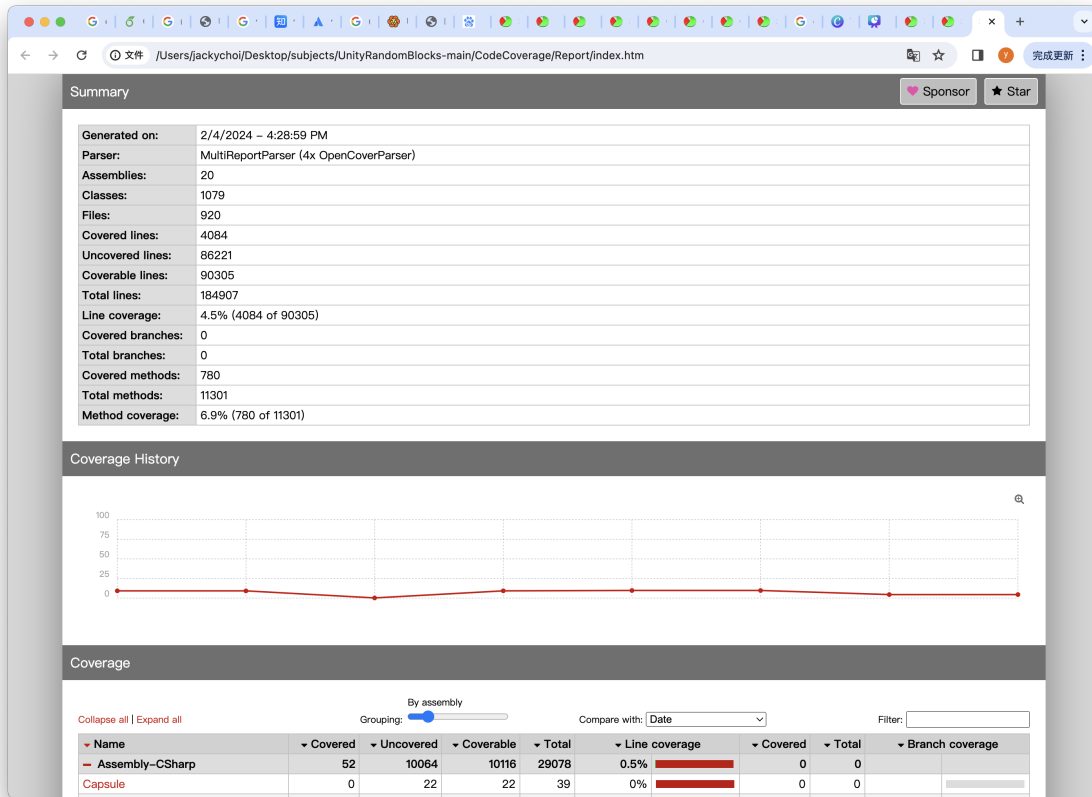 文件 /Users/jackychoi/Desktop/subjects/UnityRandomBlocks-main/CodeCoverage/Report/index.htm y 完成更新
Summary Sponsor Star
Generated on: 2/4/2024 – 4:28:59 PM
Parser: MultiReportParser (4x OpenCoverParser)
Assemblies: 20
Classes: 1079
Files: 920
Covered lines: 4084
Uncovered lines: 86221
Coverable lines: 90305
Total lines: 184907
Line coverage: 4.5% (4084 of 90305)
Covered branches: 0
Total branches: 0
Covered methods: 780
Total methods: 11301
Method coverage: 6.9% (780 of 11301)
Coverage History
100
75
50
25
0
Coverage
By assembly
Collapse all | Expand all Grouping: Compare with: Date Filter:
Name Covered Uncovered Coverable Total Line coverage Covered Total Branch coverage
Assembly-CSharp 52 10064 10116 29078 0.5% 0 0
Capsule 0 22 22 39 0% 0 0